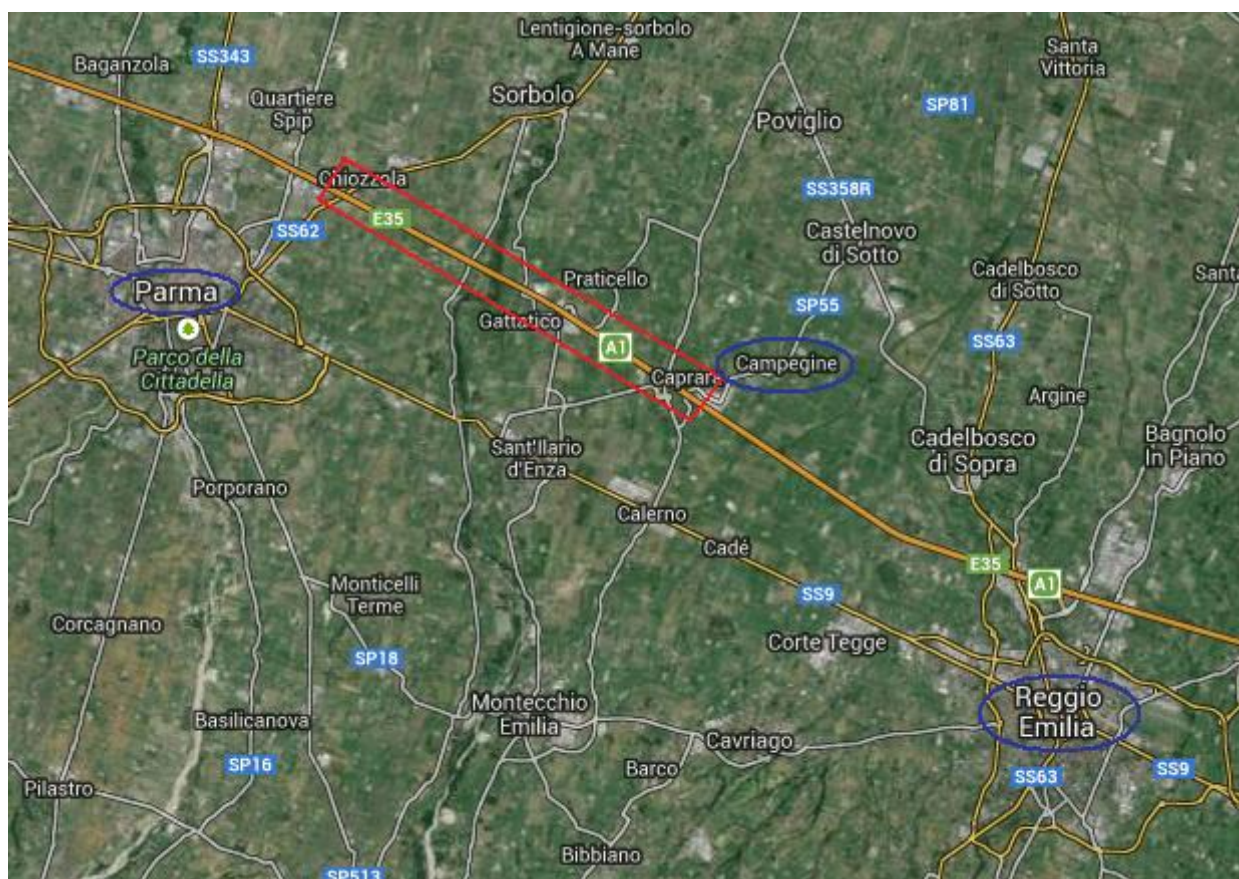 Lentigione-sorbolo
A Mane
Santa
Vittoria
SS343
Baganzola
Quartiere
Spip
Sorbolo
SP81
Poviglio
Chiozzola
SS358R
E35
SS62
Castelnovo
di Sotto
Praticello
Cadelbosco
di Sotto
Santa
Parma
SP55
Gattatico
Parco della
Cittadella
A1
SS63
Campegine
Caprara
Argine
Sant'Ilario
d'Enza
Cadelbosco
di Sopra
Bagnolo
In Piano
Porporano
Calerno
Cadé
E35
A1
Monticelli
Terme
SS9
Corcagnano
Corte Tegge
SP18
Montecchio
Emilia
Reggio
Emilia
Basilicanova
Cavriago
SP16
Barco
SS63
SS9
Pilastro
Bibbiano
SP513